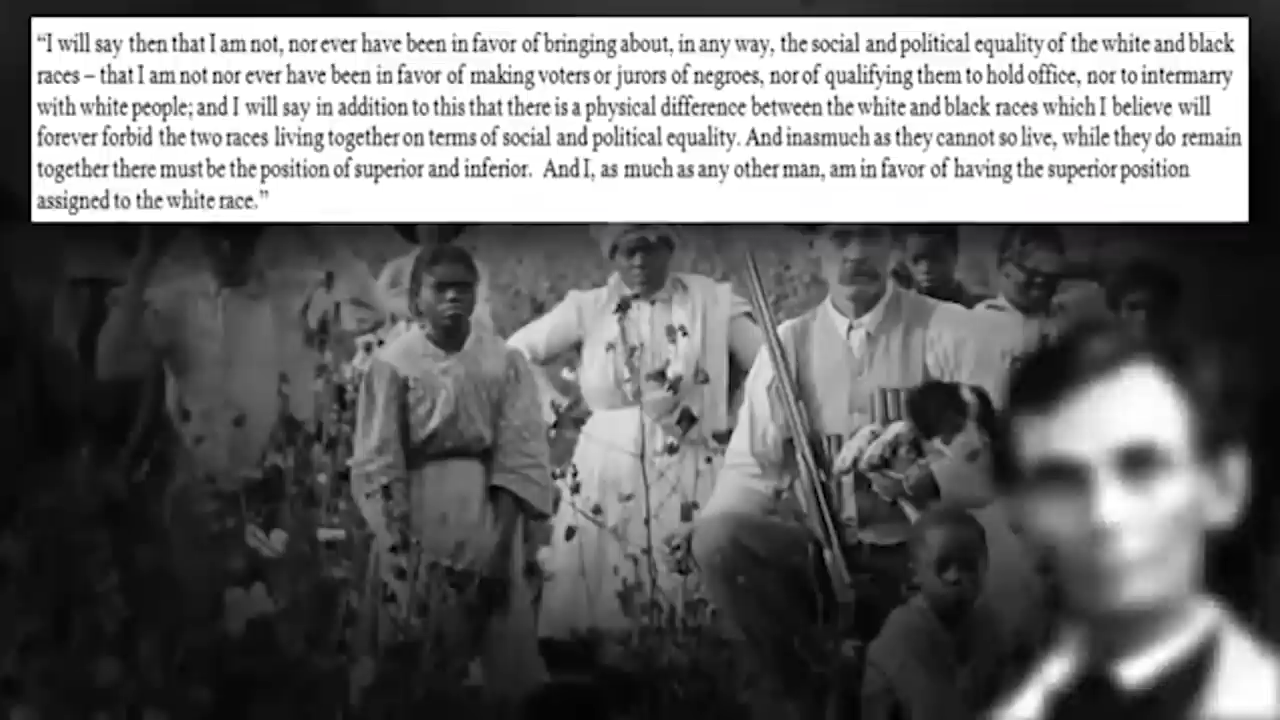 “I will say then that I am not, nor ever have been in favor of bringing about, in any way, the social and political equality of the white and black
races – that I am not nor ever have been in favor of making voters or jurors of negroes, nor of qualifying them to hold office, nor to intermarry
with white people; and I will say in addition to this that there is a physical difference between the white and black races which I believe will
forever forbid the two races living together on terms of social and political equality. And inasmuch as they cannot so live, while they do remain
together there must be the position of superior and inferior.  And I, as much as any other man, am in favor of having the superior position
assigned to the white race.”